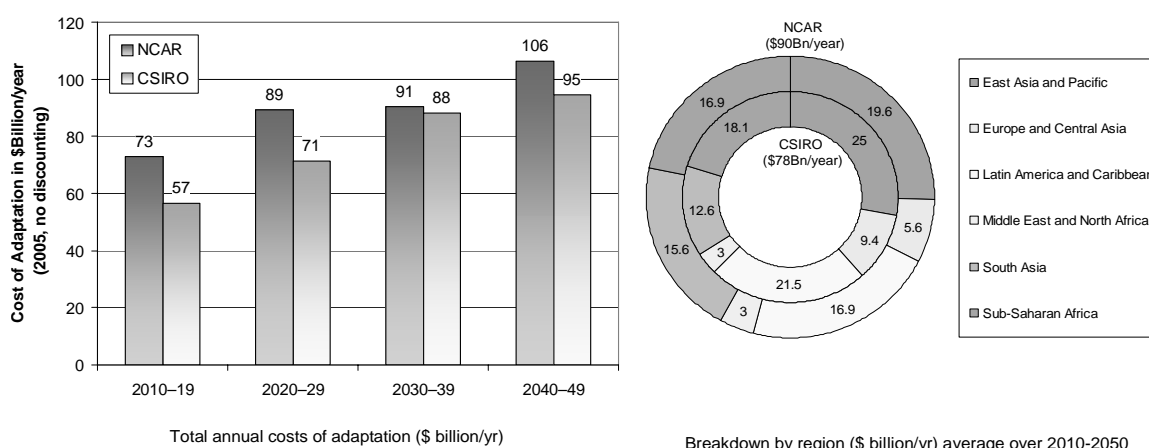 120
100
80
60
40
20
0
Cost of Adaptation in $Billion/year
(2005, no discounting)
NCAR
CSIRO
73
57
89
71
91
88
106
95
2010–19
2020–29
2030–39
2040–49
Total annual costs of adaptation ($ billion/yr)
NCAR
($90Bn/year)
16.9
19.6
18.1
25
CSIRO
($78Bn/year)
12.6
15.6
3
9.4
5.6
21.5
3
16.9
East Asia and Pacific
Europe and Central Asia
Latin America and Caribbean
Middle East and North Africa
South Asia
Sub-Saharan Africa
Breakdown by region ($ billion/yr) average over 2010-2050